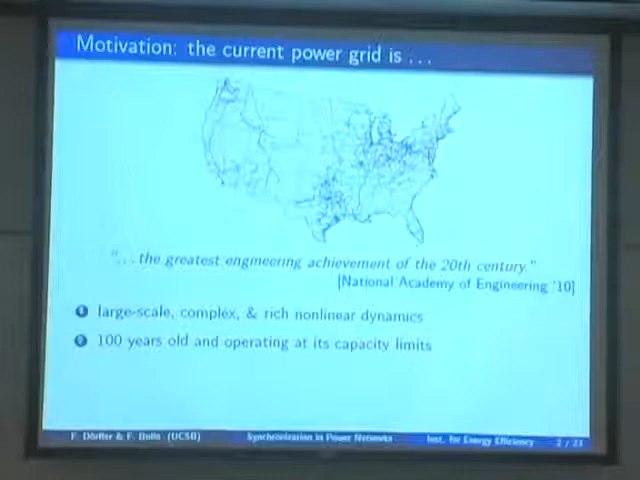 Motivation: the current power grid is ...
"... the greatest engineering achievement of the 20th century."
[National Academy of Engineering '10]
1 large-scale, complex, & rich nonlinear dynamics
2 100 years old and operating at its capacity limits
F. Dörfler & F. Bullo (UCSB) Synchronization in Power Networks Inst. for Energy Efficiency 2 / 23